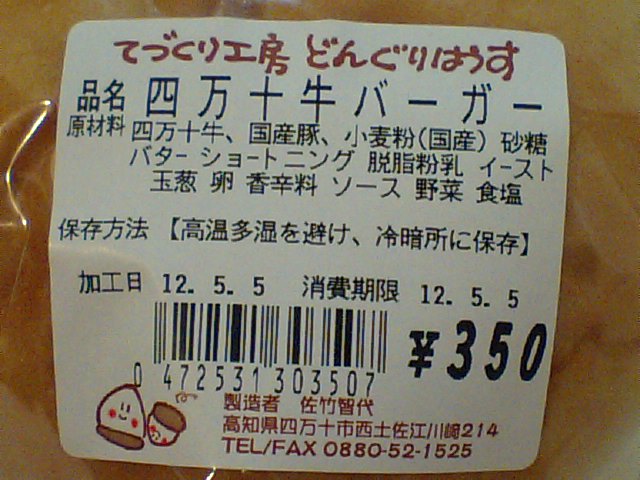 てづくり工房 どんぐりはうす
品名 四万十牛バーガー
原材料 四万十牛、国産豚、小麦粉(国産) 砂糖
バター ショートニング 脱脂粉乳 イースト
玉葱 卵 香辛料 ソース 野菜 食塩
保存方法 【高温多湿を避け、冷暗所に保存】
加工日 12. 5. 5 消費期限 12. 5. 5
¥350
0 472531 303507
製造者 佐竹智代
高知県四万十市西土佐江川崎214
TEL/FAX 0880-52-1525